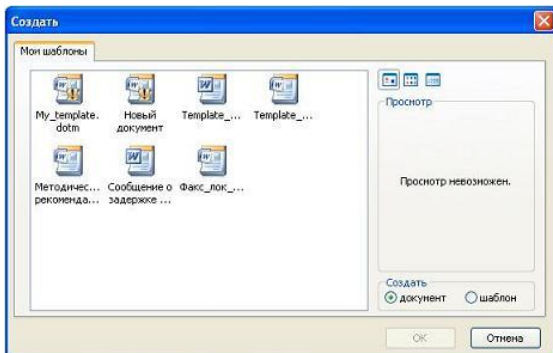 Создать
Мои шаблоны
My_template.dotm
Новый документ
Template_...
Template_...
Методичес... рекоменда...
Сообщение о задержке ...
Факс_лок_...
Просмотр
Просмотр невозможен.
Создать
документ
шаблон
ОК
Отмена